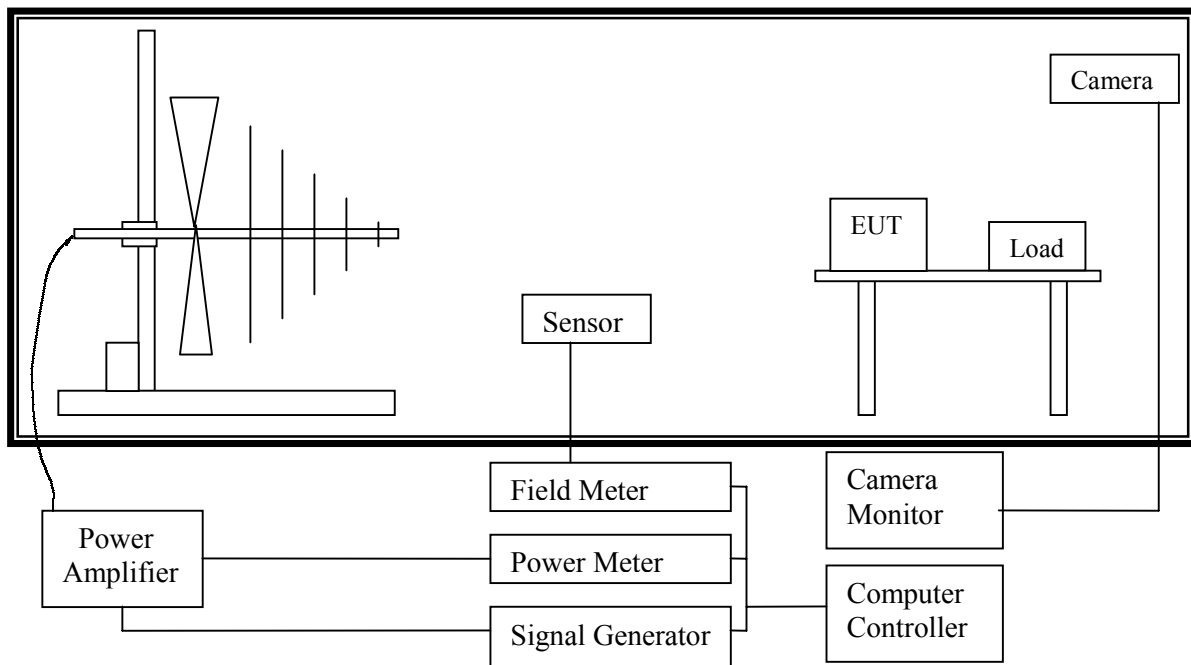 Camera
EUT
Load
Sensor
Field Meter
Camera
Monitor
Power
Amplifier
Power Meter
Computer
Controller
Signal Generator